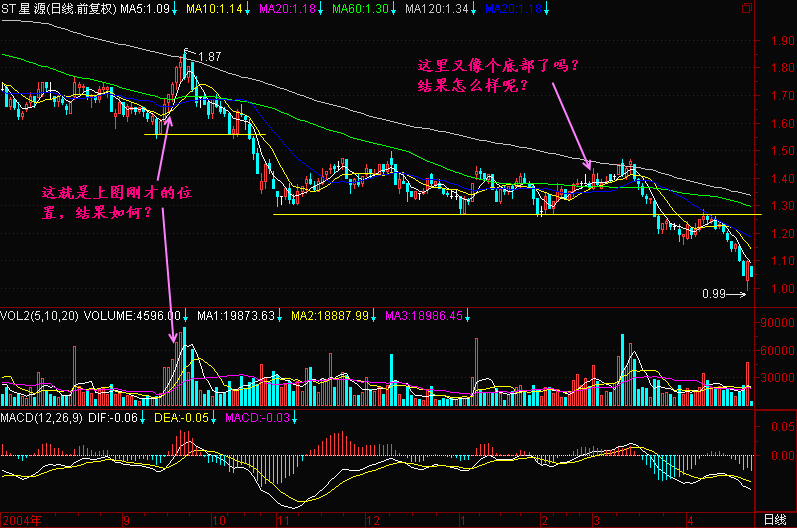 ST 星 源(日线.前复权) MA5:1.09↓ MA10:1.14↓ MA20:1.18↓ MA60:1.30↓ MA120:1.34↓ MA20:1.18↓
1.90
1.87
1.80
这里又像个底部了吗?
结果怎么样呢?
1.70
1.60
1.50
1.40
这就是上图刚才的位
置，结果如何?
1.30
1.20
1.10
1.00
0.99
VOL2(5,10,20) VOLUME:4596.00↓ MA1:19873.63↓ MA2:18887.99↓ MA3:18986.45↓
90000
60000
30000
MACD(12,26,9) DIF:-0.06↓ DEA:-0.05↓ MACD:-0.03↓
0.05
0.00
2004年 9 10 11 12 1 2 3 4 日线